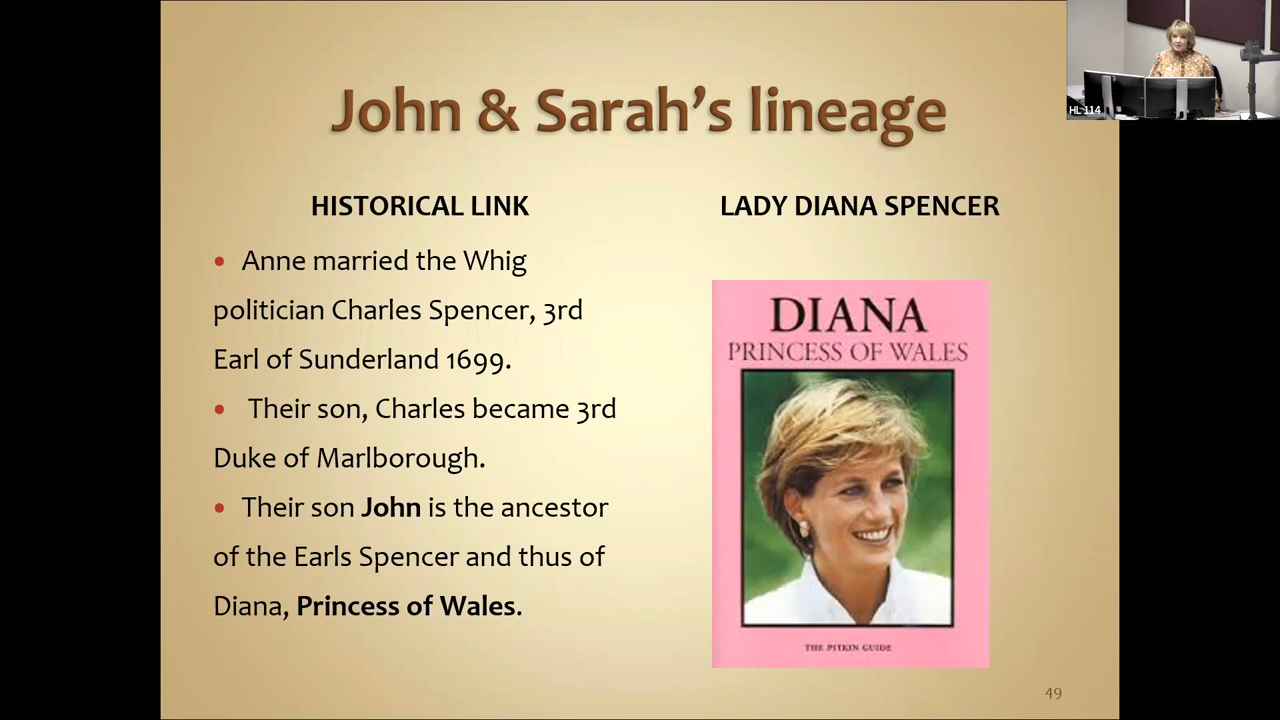 HL 114
John & Sarah's lineage
HISTORICAL LINK
• Anne married the Whig
politician Charles Spencer, 3rd
Earl of Sunderland 1699.
• Their son, Charles became 3rd
Duke of Marlborough.
• Their son John is the ancestor
of the Earls Spencer and thus of
Diana, Princess of Wales.
LADY DIANA SPENCER
DIANA
PRINCESS OF WALES
THE PITKIN GUIDE
49